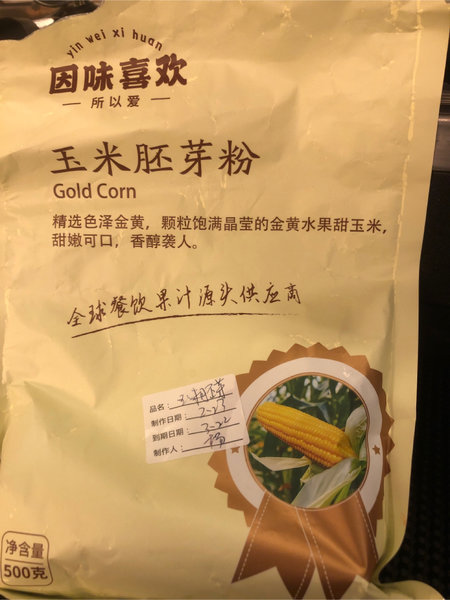 yin wei xi huan
因味喜欢
所以爱
玉米胚芽粉
Gold Corn
精选色泽金黄，颗粒饱满晶莹的金黄水果甜玉米，
甜嫩可口，香醇袭人。
全球餐饮果汁源头供应商
品名：玉米胚芽
制作日期：
到期日期：
制作人：
净含量
500克